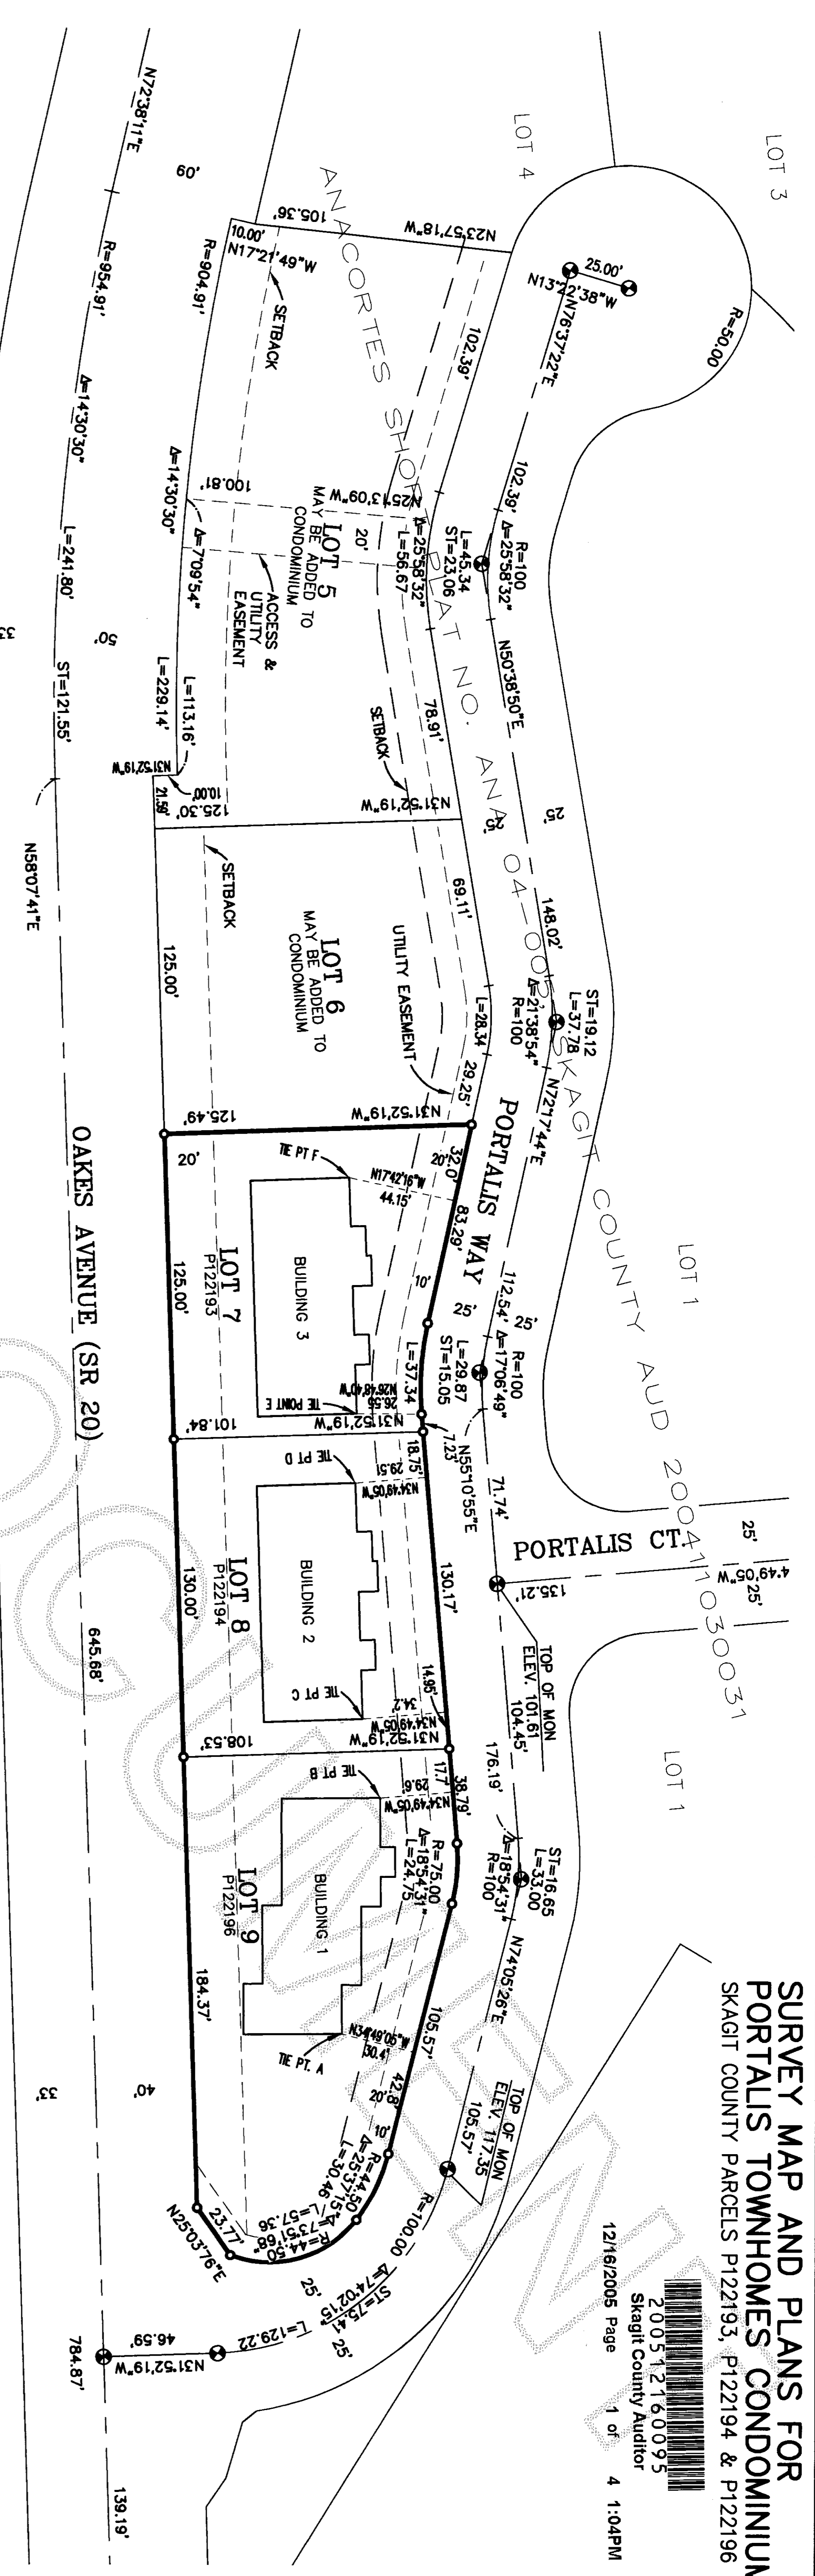 SURVEY MAP AND PLANS FOR
PORTALIS TOWNHOMES CONDOMINIUM
SKAGIT COUNTY PARCELS P122193, P122194 & P122196
200512160095
Skagit County Auditor
12/16/2005 Page 1 of 4 1:04PM
LOT 3
LOT 4
R=50.00
25.00'
N13°22'38"W
N76°37'22"E
102.39'
R=100
Δ=25°58'32"
L=45.34
ST=23.06
N50°38'50"E
25'
25'
148.02'
ST=19.12
L=37.78
Δ=21°38'54"
R=100
N72°17'44"E
PORTALIS WAY
112.54'
25'
25'
R=100
Δ=17°06'49"
L=29.87
ST=15.05
N55°10'55"E
71.74'
PORTALIS CT.
25'
25'
4°49'05"W
135.21'
TOP OF MON
ELEV. 101.61
104.45'
176.19'
LOT 1
LOT 1
ST=16.65
L=33.00
Δ=18°54'31"
R=100
N74°05'26"E
TOP OF MON
ELEV. 117.35
105.57'
R=100.00
Δ=74°02'15"
ST=75.41
L=129.22
25'
25'
ANACORTES SHORT PLAT NO. ANA 04-005, SKAGIT COUNTY AUD 200411030031
N72°38'11"E
60'
R=954.91'
Δ=14°30'30"
L=241.80'
ST=121.55'
50'
33
N58°07'41"E
10.00'
N17°21'49"W
105.36'
N23°57'18"W
R=904.91'
SETBACK
Δ=14°30'30"
Δ=7°09'54"
100.81'
N25°13'09"W
102.39'
Δ=25°58'32"
L=56.67
20'
LOT 5
MAY BE ADDED TO
CONDOMINIUM
ACCESS &
UTILITY
EASEMENT
L=113.16'
L=229.14'
78.91'
SETBACK
N31°52'19"W
10.00'
21.59'
125.30'
N31°52'19"W
SETBACK
69.11'
LOT 6
MAY BE ADDED TO
CONDOMINIUM
UTILITY EASEMENT
L=28.34
29.25'
125.00'
125.49'
N31°52'19"W
20'
TIE PT F
N17°42'16"W
44.15'
20'
32.0'
83.29'
10'
BUILDING 3
LOT 7
P122193
125.00'
L=37.34
N26°48'40"W
26.56
TIE POINT E
101.84'
N31°52'19"W
7.23'
18.75'
29.51
N34°49'05"W
TIE PT D
130.17'
BUILDING 2
LOT 8
P122194
130.00'
TIE PT C
14.95'
34.2'
N34°49'05"W
108.53'
N31°52'19"W
TIE PT B
17.7'
38.79'
29.6'
N34°49'05"W
R=75.00
Δ=18°54'31"
L=24.75'
BUILDING 1
LOT 9
P122196
184.37'
105.57'
N34°49'05"W
30.4'
TIE PT. A
42.8'
20'
10'
R=44.50
Δ=25°37'15"
L=30.46
Δ=73°51'68"
L=57.36
R=44.50
23.77'
N25°03'76"E
OAKES AVENUE (SR 20)
645.68'
40'
33'
46.59'
N31°52'19"W
784.87'
139.19'